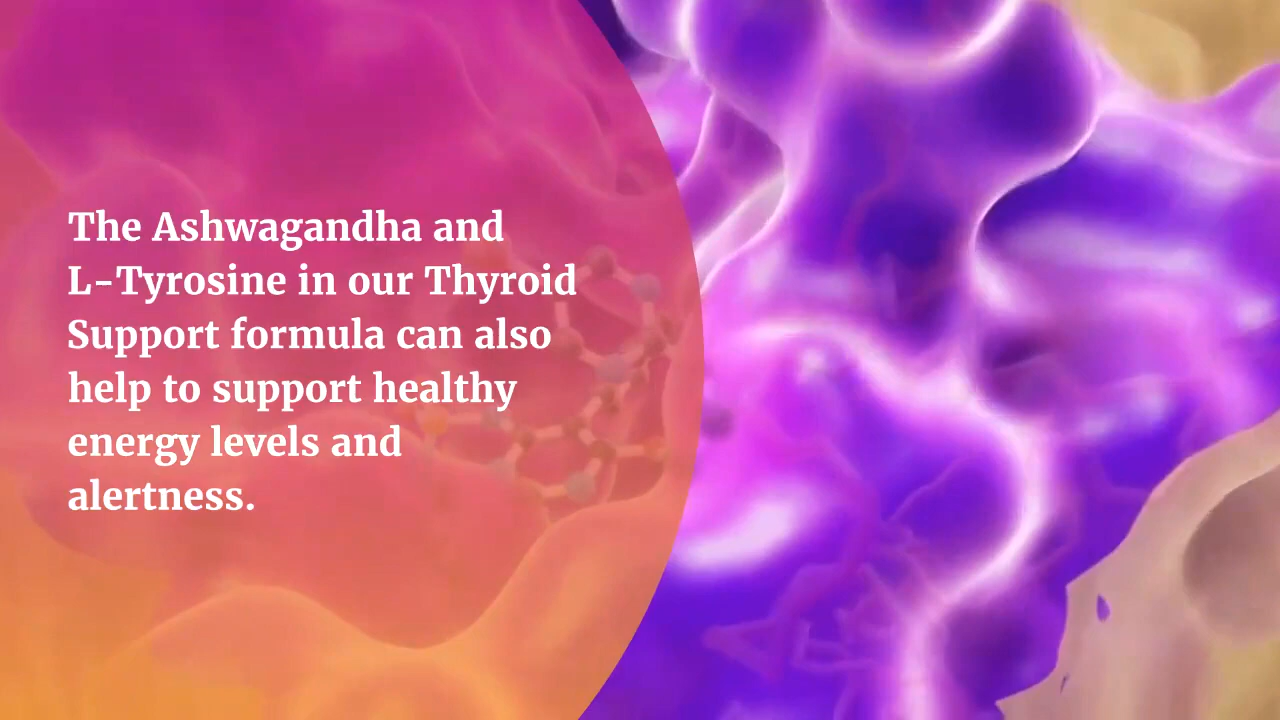 The Ashwagandha and
L-Tyrosine in our Thyroid
Support formula can also
help to support healthy
energy levels and
alertness.